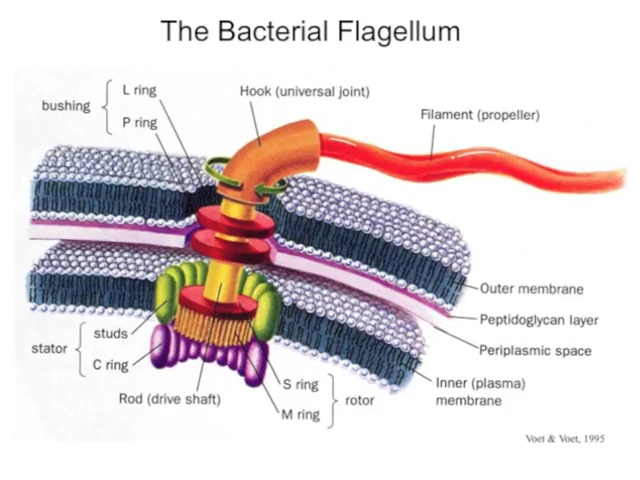 The Bacterial Flagellum
L ring
bushing
P ring
Hook (universal joint)
Filament (propeller)
Outer membrane
Peptidoglycan layer
Periplasmic space
Inner (plasma)
membrane
studs
stator
C ring
Rod (drive shaft)
S ring
rotor
M ring
Voet & Voet, 1995